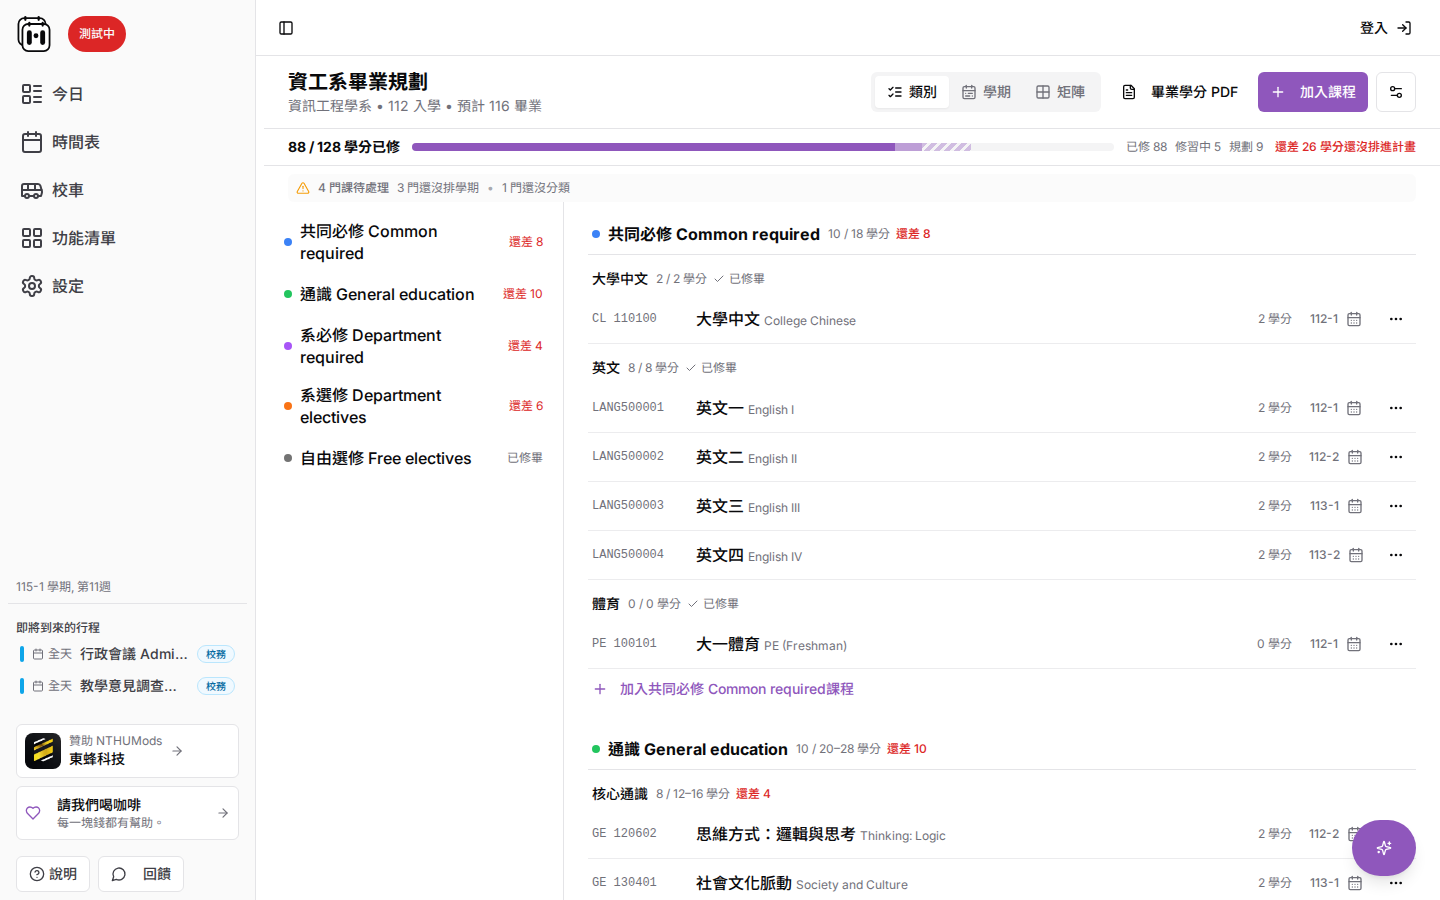 測試中
今日
時間表
校車
功能清單
設定
115-1 學期, 第11週
即將到來的行程
全天 行政會議 Admi... 校務
全天 教學意見調查... 校務
贊助 NTHUMods
東蜂科技
請我們喝咖啡
每一塊錢都有幫助。
說明 回饋
登入
資工系畢業規劃
資訊工程學系 • 112 入學 • 預計 116 畢業
類別 學期 矩陣 畢業學分 PDF 加入課程
88 / 128 學分已修 已修 88 修習中 5 規劃 9 還差 26 學分還沒排進計畫
4 門課待處理 3 門還沒排學期 • 1 門還沒分類
共同必修 Common required 還差 8
通識 General education 還差 10
系必修 Department required 還差 4
系選修 Department electives 還差 6
自由選修 Free electives 已修畢
共同必修 Common required 10 / 18 學分 還差 8
大學中文 2 / 2 學分 已修畢
CL 110100 大學中文 College Chinese 2 學分 112-1
英文 8 / 8 學分 已修畢
LANG500001 英文一 English I 2 學分 112-1
LANG500002 英文二 English II 2 學分 112-2
LANG500003 英文三 English III 2 學分 113-1
LANG500004 英文四 English IV 2 學分 113-2
體育 0 / 0 學分 已修畢
PE 100101 大一體育 PE (Freshman) 0 學分 112-1
加入共同必修 Common required課程
通識 General education 10 / 20–28 學分 還差 10
核心通識 8 / 12–16 學分 還差 4
GE 120602 思維方式：邏輯與思考 Thinking: Logic 2 學分 112-2
GE 130401 社會文化脈動 Society and Culture 2 學分 113-1